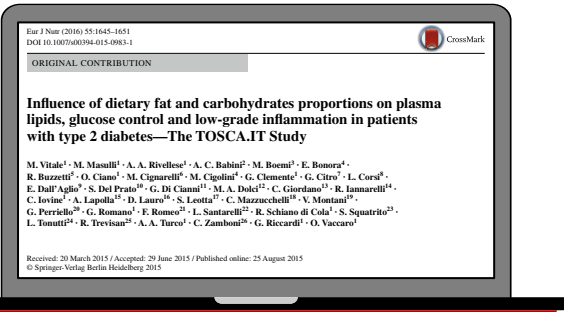 Eur J Nutr (2016) 55:1645–1651
DOI 10.1007/s00394-015-0983-1
CrossMark
ORIGINAL CONTRIBUTION
Influence of dietary fat and carbohydrates proportions on plasma
lipids, glucose control and low-grade inflammation in patients
with type 2 diabetes—The TOSCA.IT Study
M. Vitale¹ · M. Masulli¹ · A. A. Rivellese¹ · A. C. Babini² · M. Boemi³ · E. Bonora⁴ ·
R. Buzzetti⁵ · O. Ciano¹ · M. Cignarelli⁶ · M. Cigolini⁴ · G. Clemente¹ · G. Citro⁷ · L. Corsi⁸ ·
E. Dall'Aglio⁹ · S. Del Prato¹⁰ · G. Di Cianni¹¹ · M. A. Dolci¹² · C. Giordano¹³ · R. Iannarelli¹⁴ ·
C. Iovine¹ · A. Lapolla¹⁵ · D. Lauro¹⁶ · S. Leotta¹⁷ · C. Mazzucchelli¹⁸ · V. Montani¹⁹ ·
G. Perriello²⁰ · G. Romano¹ · F. Romeo²¹ · L. Santarelli²² · R. Schiano di Cola¹ · S. Squatrito²³ ·
L. Tonutti²⁴ · R. Trevisan²⁵ · A. A. Turco¹ · C. Zamboni²⁶ · G. Riccardi¹ · O. Vaccaro¹
Received: 20 March 2015 / Accepted: 29 June 2015 / Published online: 25 August 2015
© Springer-Verlag Berlin Heidelberg 2015